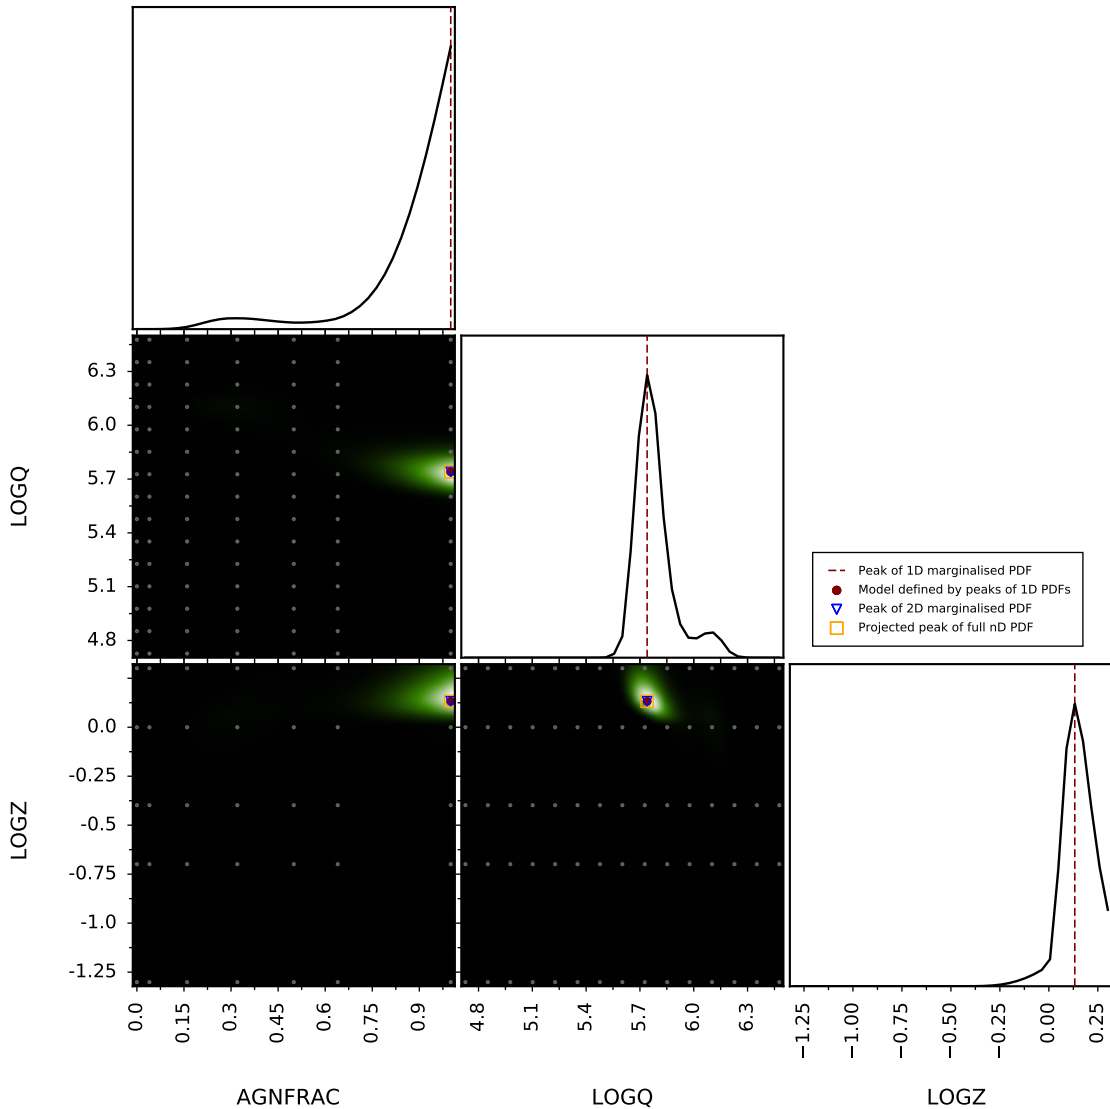 6.3
6.0
5.7
5.4
5.1
4.8
LOGQ
Peak of 1D marginalised PDF
Model defined by peaks of 1D PDFs
Peak of 2D marginalised PDF
Projected peak of full nD PDF
0.0
-0.25
-0.5
-0.75
-1.0
-1.25
LOGZ
0.0 0.15 0.3 0.45 0.6 0.75 0.9
4.8 5.1 5.4 5.7 6.0 6.3
−1.25 −1.00 −0.75 −0.50 −0.25 0.00 0.25
AGNFRAC LOGQ LOGZ